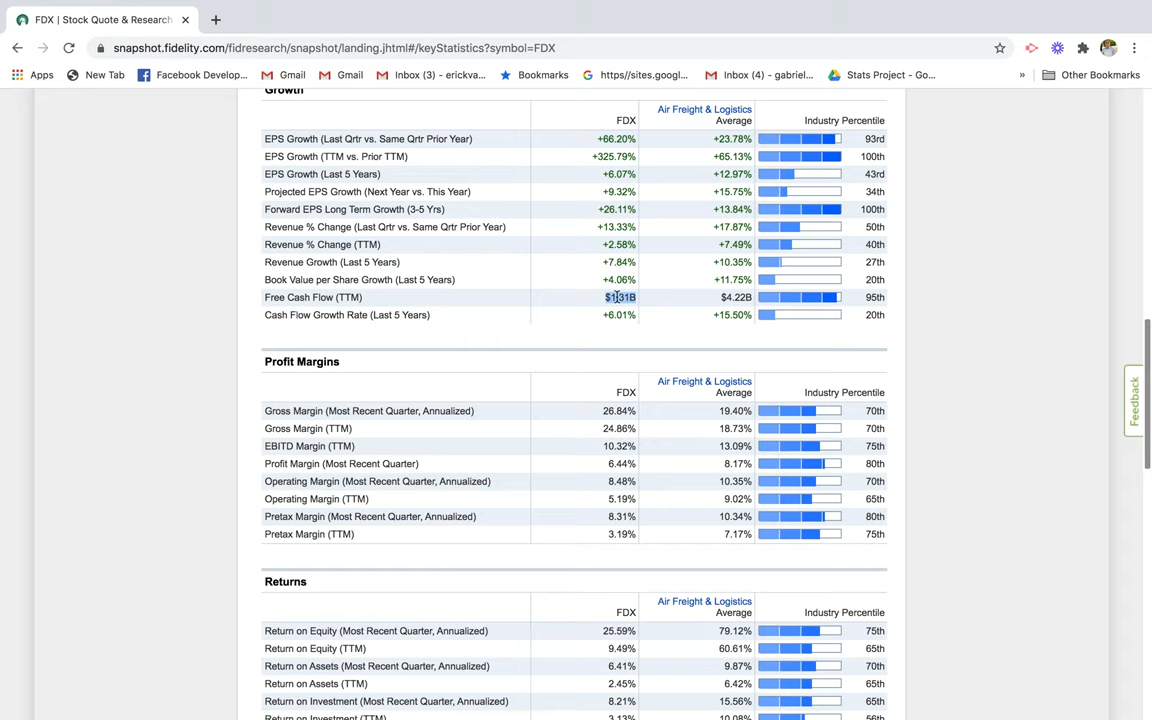 FDX | Stock Quote & Research
snapshot.fidelity.com/fidresearch/snapshot/landing.jhtml#/keyStatistics?symbol=FDX
Apps New Tab Facebook Develop... Gmail Gmail Inbox (3) - erickva... Bookmarks https//sites.googl... Inbox (4) - gabriel... Stats Project - Go... » Other Bookmarks
Growth
FDX Air Freight & Logistics Average Industry Percentile
EPS Growth (Last Qrtr vs. Same Qrtr Prior Year) +66.20% +23.78% 93rd
EPS Growth (TTM vs. Prior TTM) +325.79% +65.13% 100th
EPS Growth (Last 5 Years) +6.07% +12.97% 43rd
Projected EPS Growth (Next Year vs. This Year) +9.32% +15.75% 34th
Forward EPS Long Term Growth (3-5 Yrs) +26.11% +13.84% 100th
Revenue % Change (Last Qrtr vs. Same Qrtr Prior Year) +13.33% +17.87% 50th
Revenue % Change (TTM) +2.58% +7.49% 40th
Revenue Growth (Last 5 Years) +7.84% +10.35% 27th
Book Value per Share Growth (Last 5 Years) +4.06% +11.75% 20th
Free Cash Flow (TTM) $1.31B $4.22B 95th
Cash Flow Growth Rate (Last 5 Years) +6.01% +15.50% 20th
Profit Margins
FDX Air Freight & Logistics Average Industry Percentile
Gross Margin (Most Recent Quarter, Annualized) 26.84% 19.40% 70th
Gross Margin (TTM) 24.86% 18.73% 70th
EBITD Margin (TTM) 10.32% 13.09% 75th
Profit Margin (Most Recent Quarter) 6.44% 8.17% 80th
Operating Margin (Most Recent Quarter, Annualized) 8.48% 10.35% 70th
Operating Margin (TTM) 5.19% 9.02% 65th
Pretax Margin (Most Recent Quarter, Annualized) 8.31% 10.34% 80th
Pretax Margin (TTM) 3.19% 7.17% 75th
Returns
FDX Air Freight & Logistics Average Industry Percentile
Return on Equity (Most Recent Quarter, Annualized) 25.59% 79.12% 75th
Return on Equity (TTM) 9.49% 60.61% 65th
Return on Assets (Most Recent Quarter, Annualized) 6.41% 9.87% 70th
Return on Assets (TTM) 2.45% 6.42% 65th
Return on Investment (Most Recent Quarter, Annualized) 8.21% 15.56% 65th
Return on Investment (TTM) 3.13% 10.08% 56th
Feedback